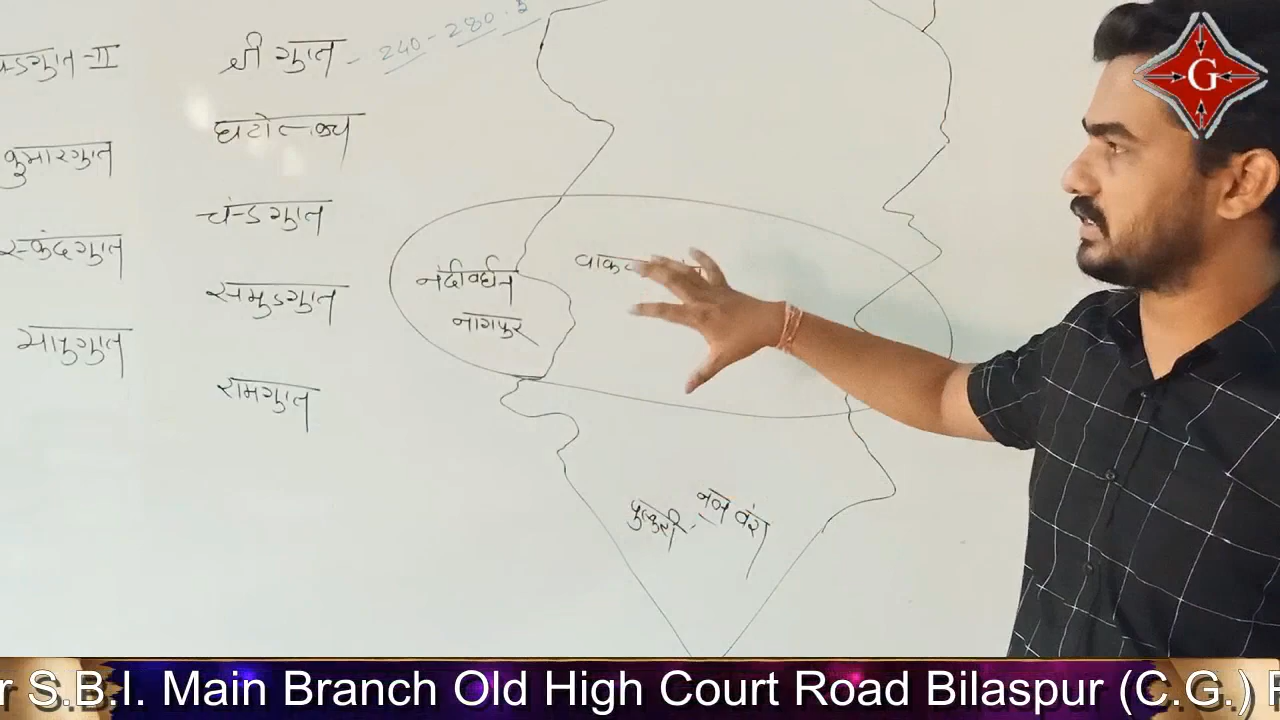 श्री गुप्त - 240 - 280 ई
घटोत्कच
चन्द्रगुप्त
समुद्रगुप्त
रामगुप्त
कुमारगुप्त
स्कंदगुप्त
भानुगुप्त
नंदीवर्धन
नागपुर
नल वंश
G
S.B.I. Main Branch Old High Court Road Bilaspur (C.G.)